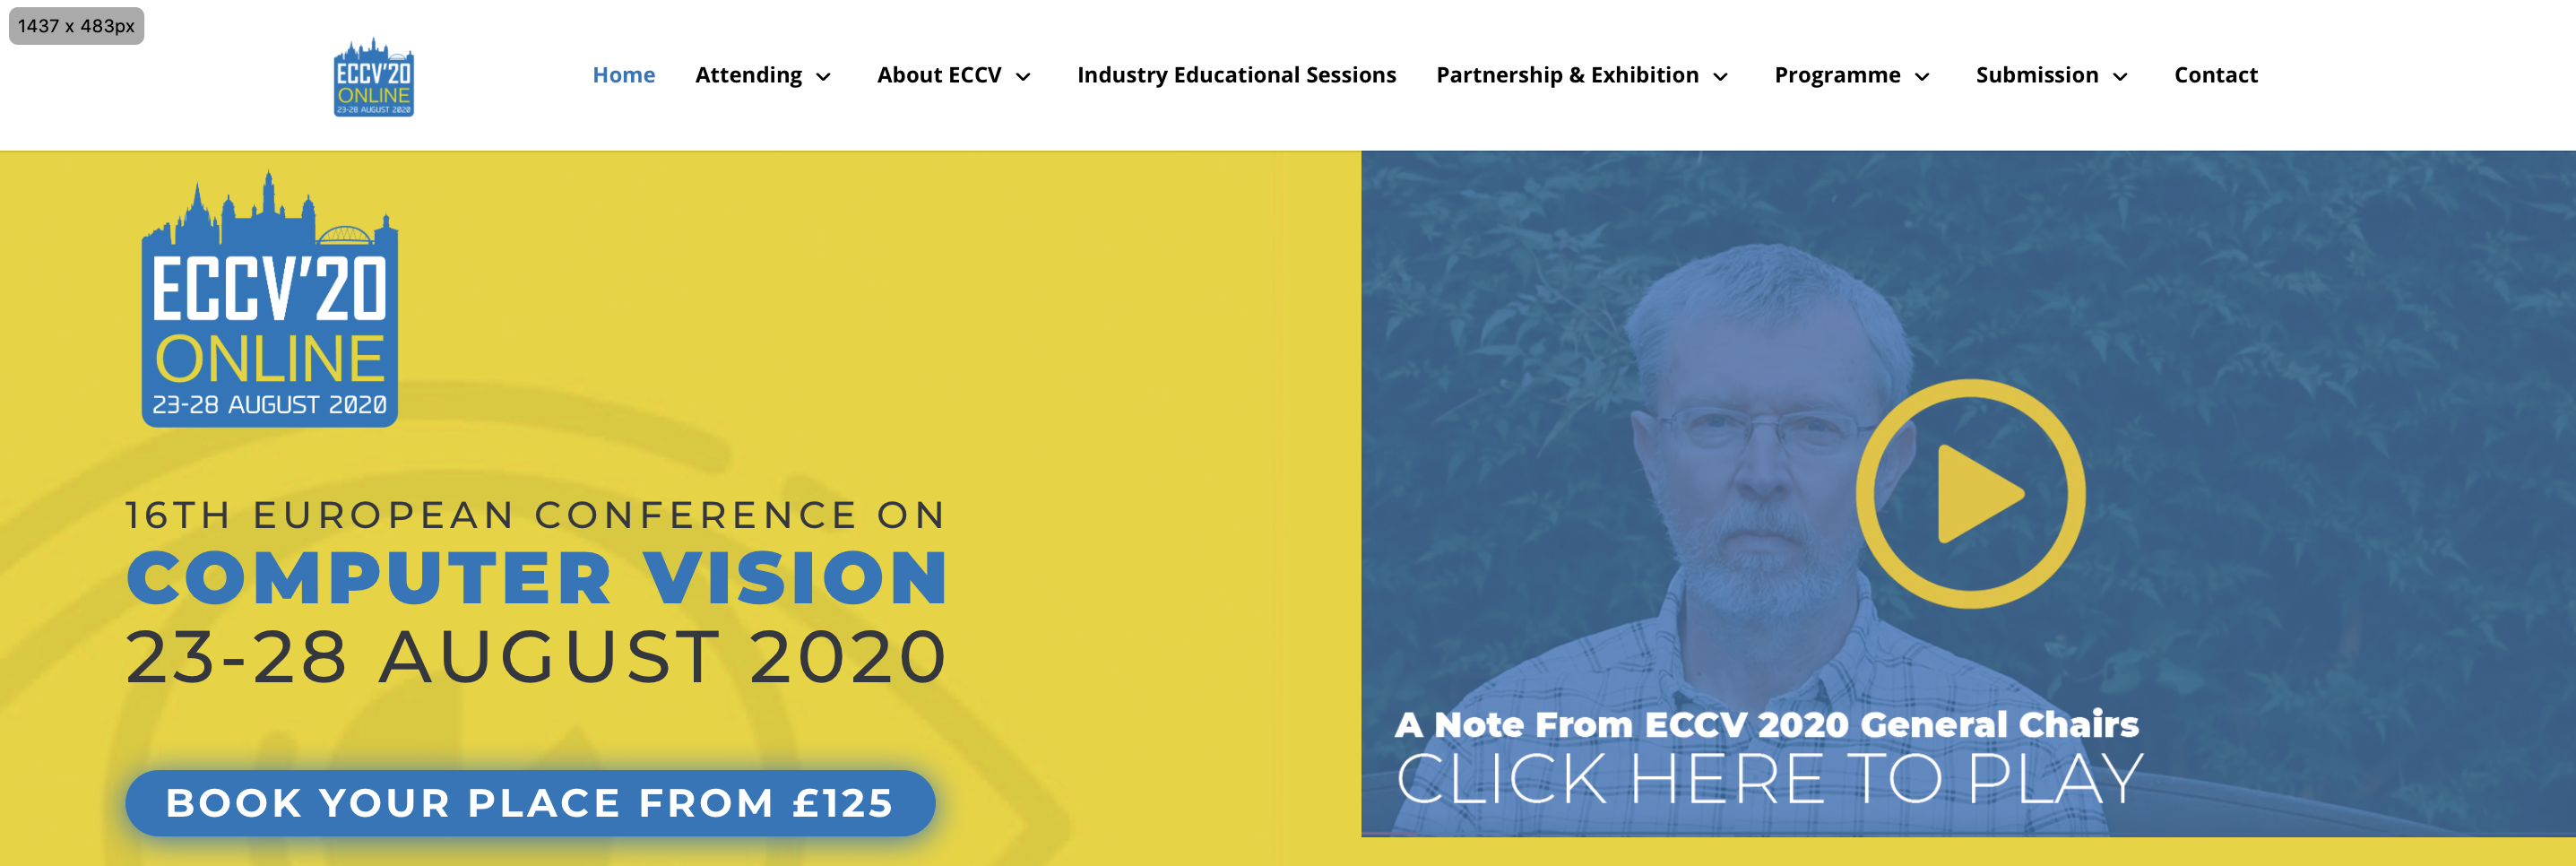 1437 x 483px
ECCV'20
ONLINE
23-28 AUGUST 2020
Home Attending About ECCV Industry Educational Sessions Partnership & Exhibition Programme Submission Contact
ECCV'20
ONLINE
23-28 AUGUST 2020
16TH EUROPEAN CONFERENCE ON
COMPUTER VISION
23-28 AUGUST 2020
BOOK YOUR PLACE FROM £125
A Note From ECCV 2020 General Chairs
CLICK HERE TO PLAY